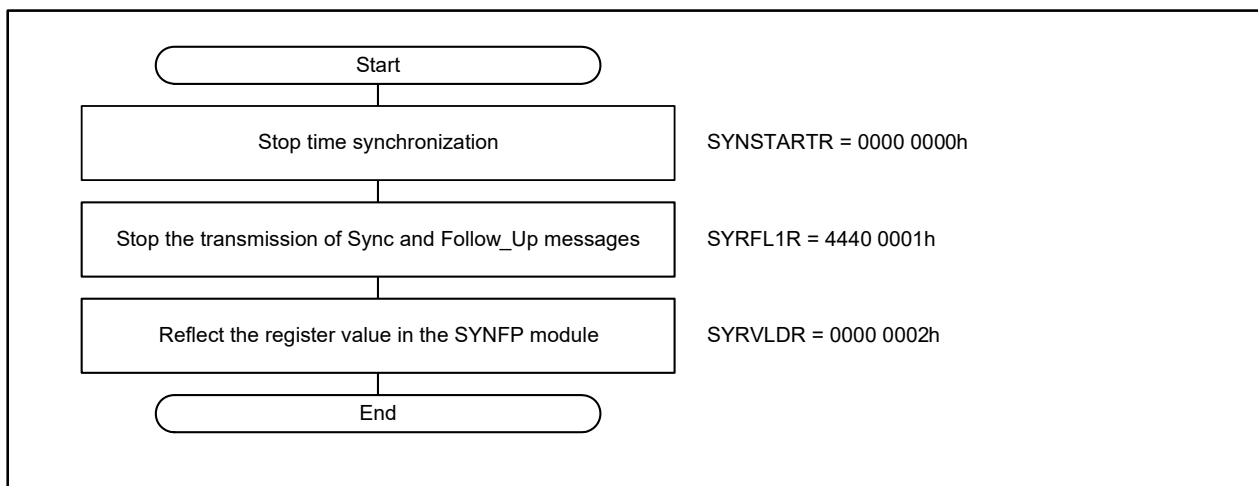 Start
Stop time synchronization
SYNSTARTR = 0000 0000h
Stop the transmission of Sync and Follow_Up messages
SYRFL1R = 4440 0001h
Reflect the register value in the SYNFP module
SYRVLDR = 0000 0002h
End